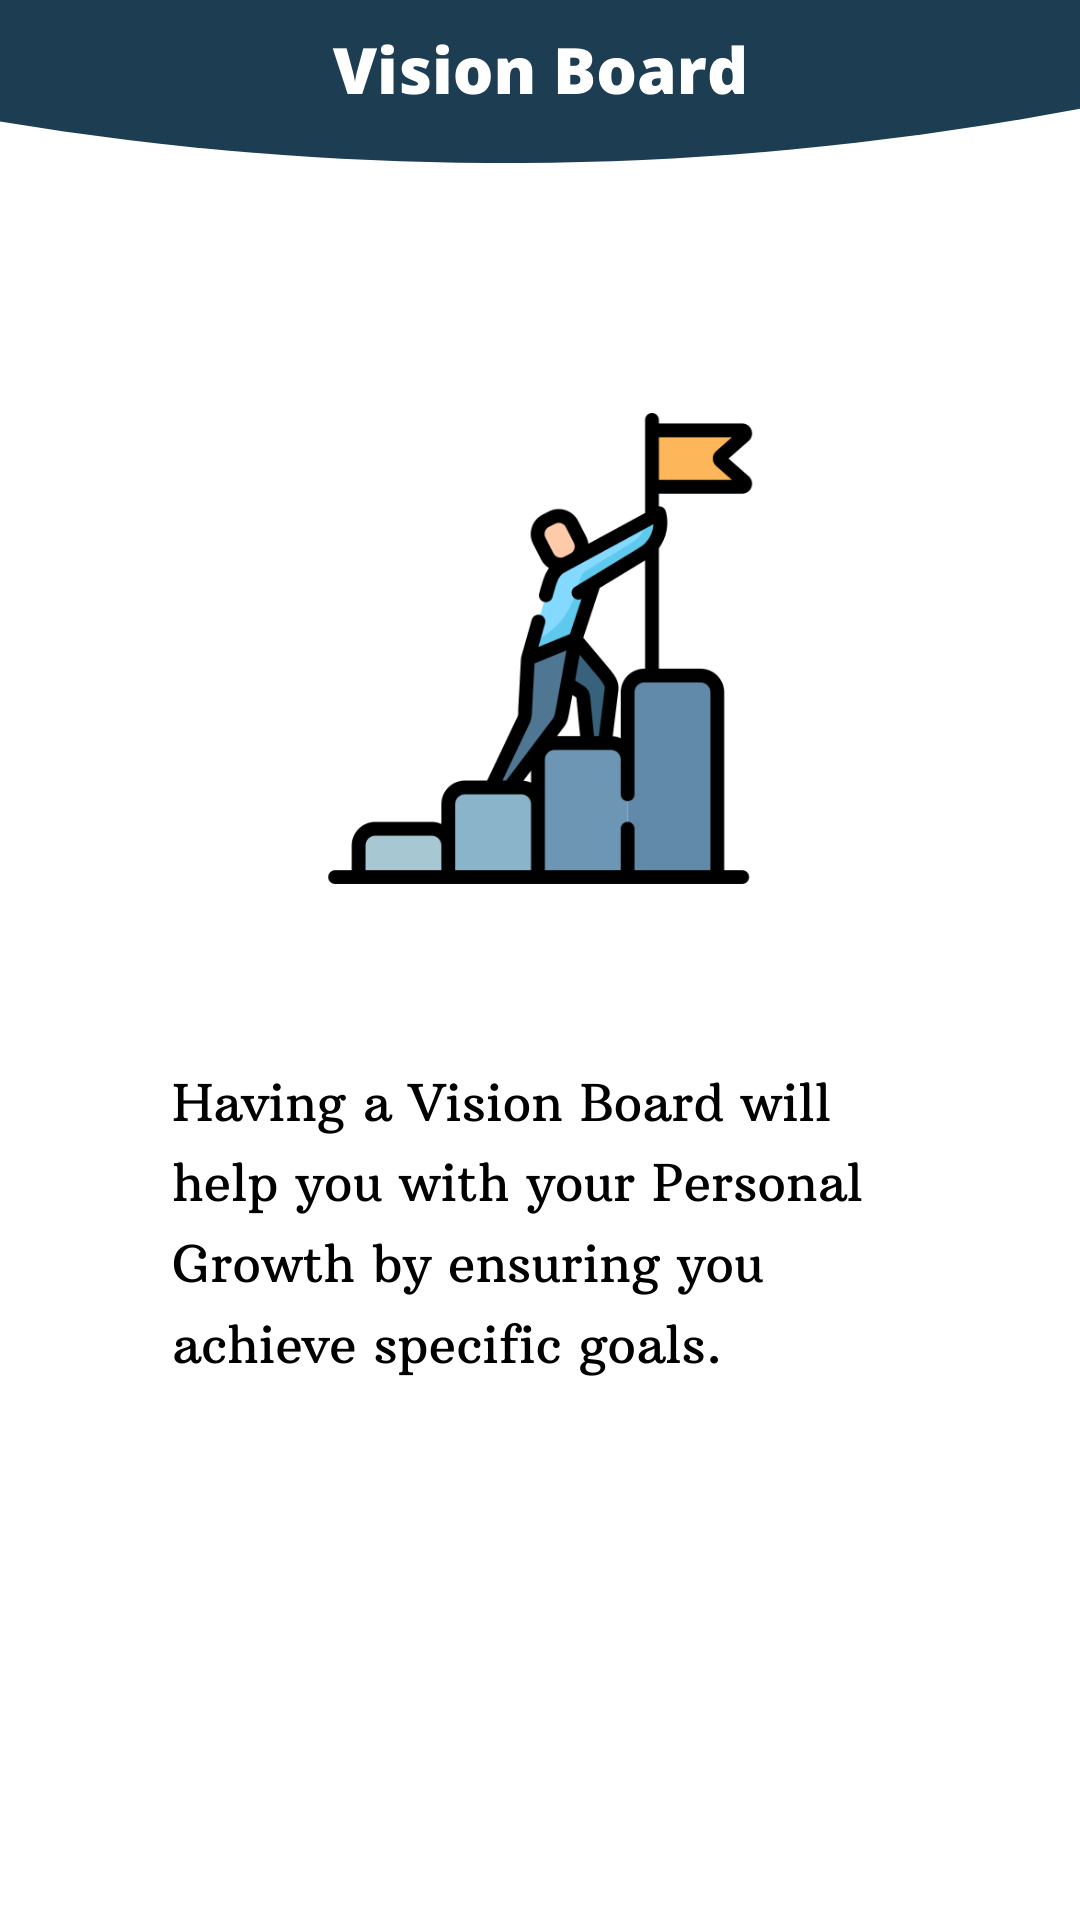 Vision Board
Having a Vision Board will
help you with your Personal
Growth by ensuring you
achieve specific goals.